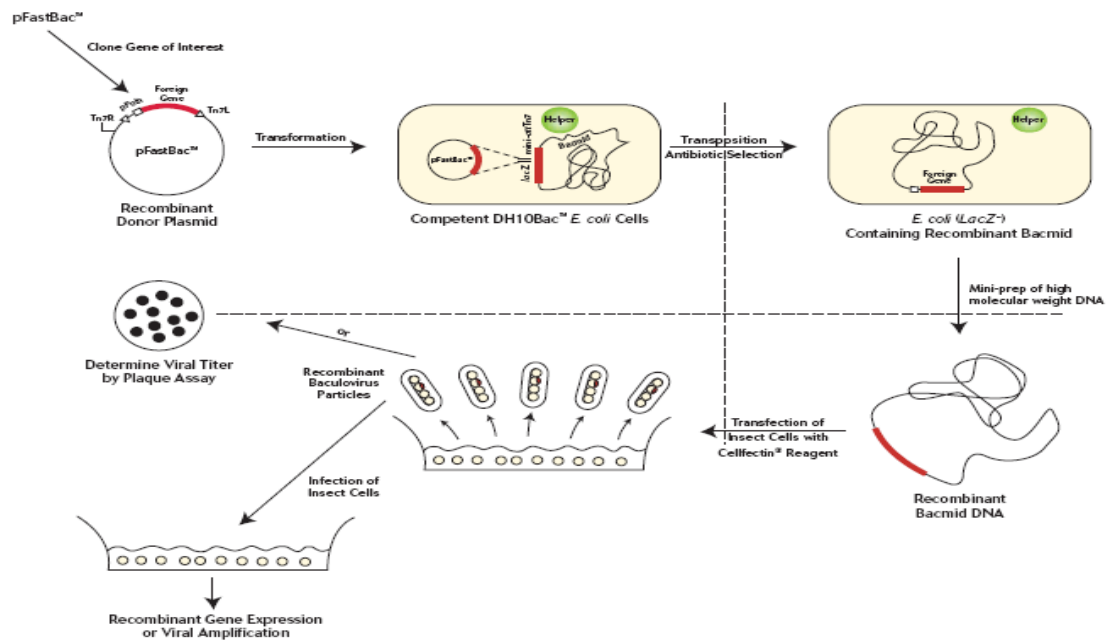 pFastBac™
Clone Gene of Interest
Foreign
Gene
pPolh
Tn7R
Tn7L
pFastBac™
Recombinant
Donor Plasmid
Transformation
Helper
pFastBac™
lacZ
mini-attTn7
Bacmid
Competent DH10Bac™ E. coli Cells
Transposition
Antibiotic Selection
Helper
Foreign
Gene
E. coli (LacZ⁻)
Containing Recombinant Bacmid
Mini-prep of high
molecular weight DNA
Recombinant
Bacmid DNA
Transfection of
Insect Cells with
Cellfectin® Reagent
Recombinant
Baculovirus
Particles
or
Determine Viral Titer
by Plaque Assay
Infection of
Insect Cells
Recombinant Gene Expression
or Viral Amplification